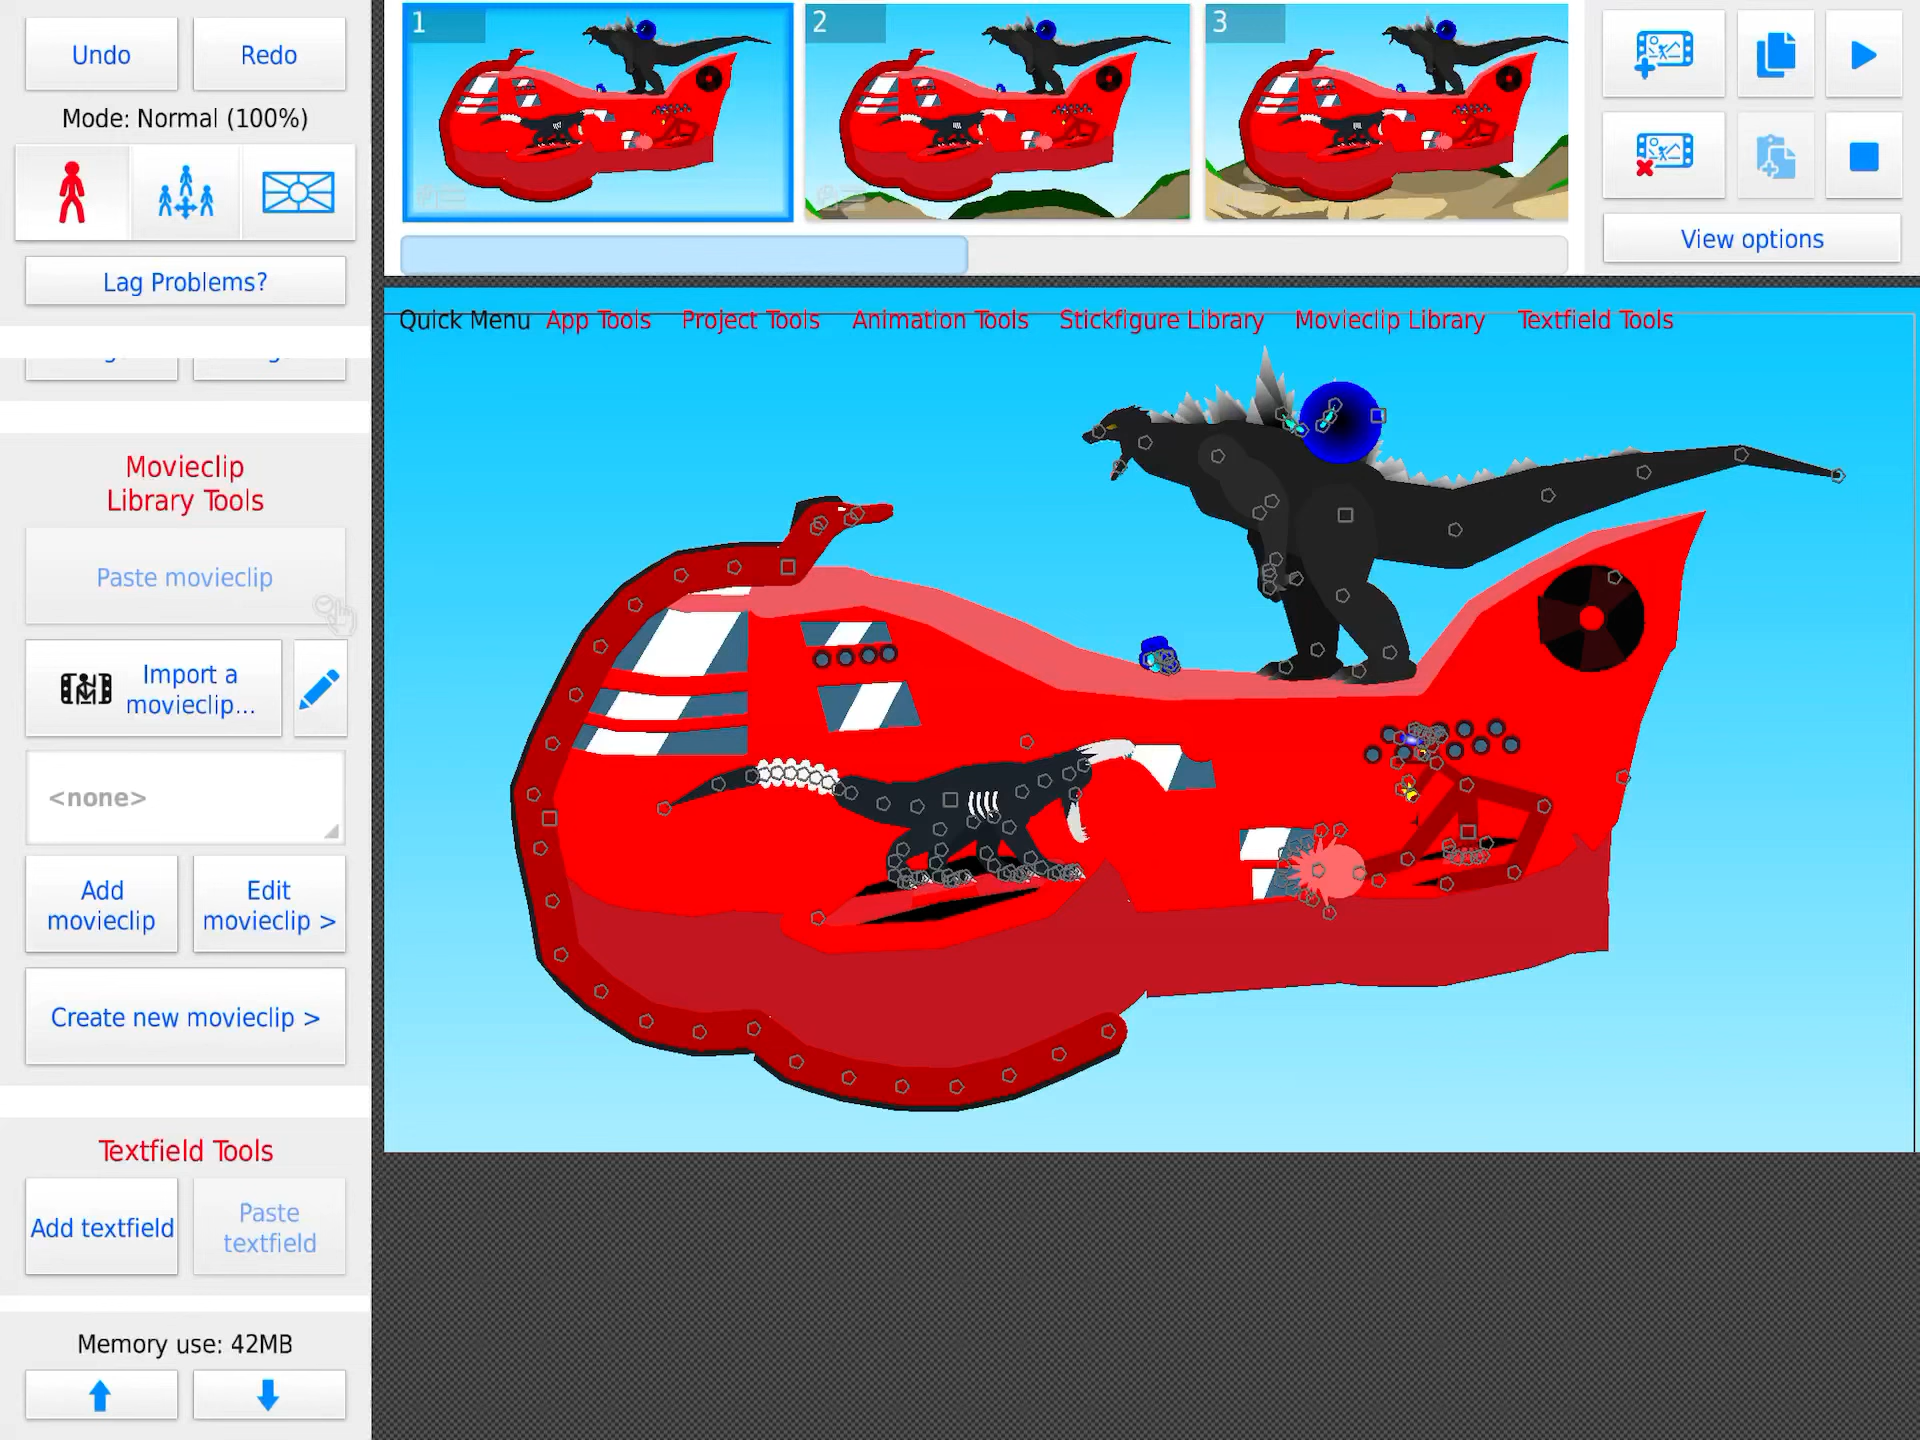 Undo
Redo
Mode: Normal (100%)
Lag Problems?
Movieclip
Library Tools
Paste movieclip
Import a
movieclip...
<none>
Add
movieclip
Edit
movieclip >
Create new movieclip >
Textfield Tools
Add textfield
Paste
textfield
Memory use: 42MB
1
2
3
View options
Quick Menu
App Tools
Project Tools
Animation Tools
Stickfigure Library
Movieclip Library
Textfield Tools